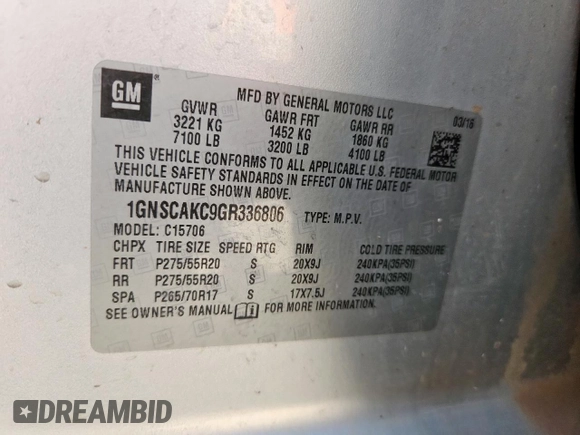 GM
MFD BY GENERAL MOTORS LLC
03/16
GVWR GAWR FRT GAWR RR
3221 KG 1452 KG 1860 KG
7100 LB 3200 LB 4100 LB
THIS VEHICLE CONFORMS TO ALL APPLICABLE U.S. FEDERAL MOTOR
VEHICLE SAFETY STANDARDS IN EFFECT ON THE DATE OF
MANUFACTURE SHOWN ABOVE.
1GNSCAKC9GR336806 TYPE: M.P.V.
MODEL: C15706
CHPX TIRE SIZE SPEED RTG RIM COLD TIRE PRESSURE
FRT P275/55R20 S 20X9J 240KPA(35PSI)
RR P275/55R20 S 20X9J 240KPA(35PSI)
SPA P265/70R17 S 17X7.5J 240KPA(35PSI)
SEE OWNER'S MANUAL FOR MORE INFORMATION.
DREAMBID